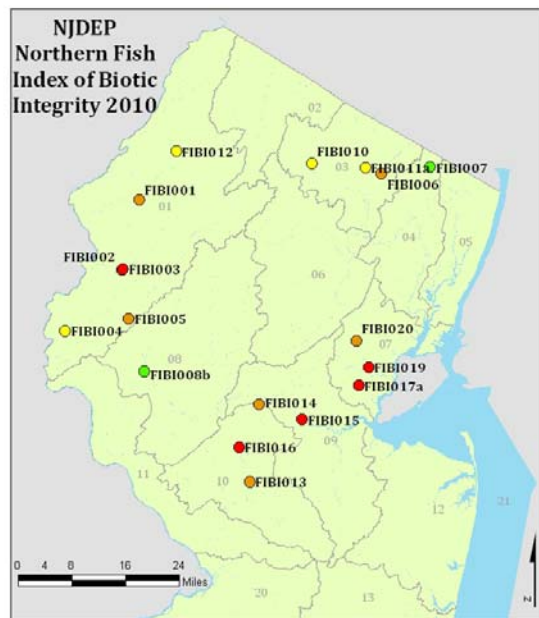 NJDEP
Northern Fish
Index of Biotic
Integrity 2010
02
FIBI012
FIBI010
03
FIBI011a
FIBI007
FIBI006
FIBI001
01
04
05
FIBI002
FIBI003
06
FIBI005
FIBI004
FIBI020
07
08
FIBI008b
FIBI019
FIBI017a
FIBI014
FIBI015
09
FIBI016
11
10
FIBI013
12
21
0 4 8 16 24
Miles
20
13
N